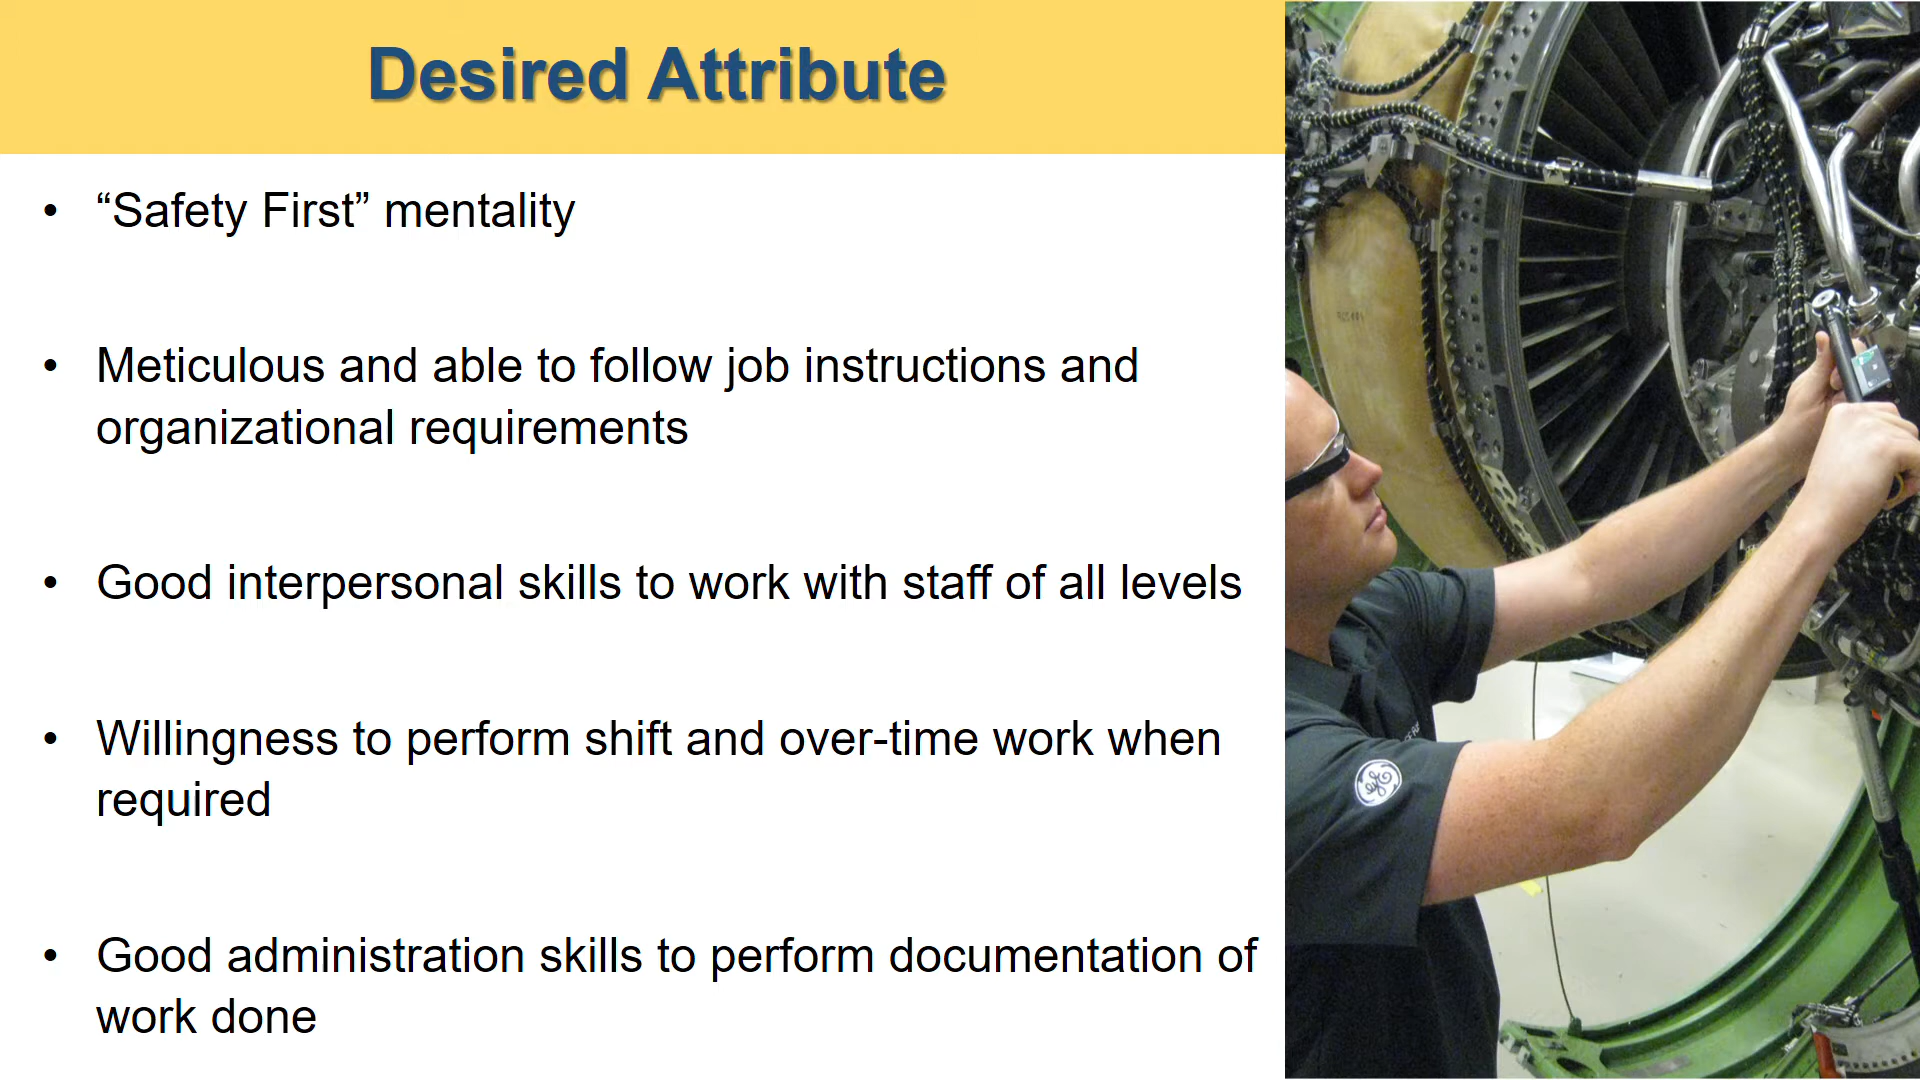 Desired Attribute
• “Safety First” mentality
• Meticulous and able to follow job instructions and
organizational requirements
• Good interpersonal skills to work with staff of all levels
• Willingness to perform shift and over-time work when
required
• Good administration skills to perform documentation of
work done